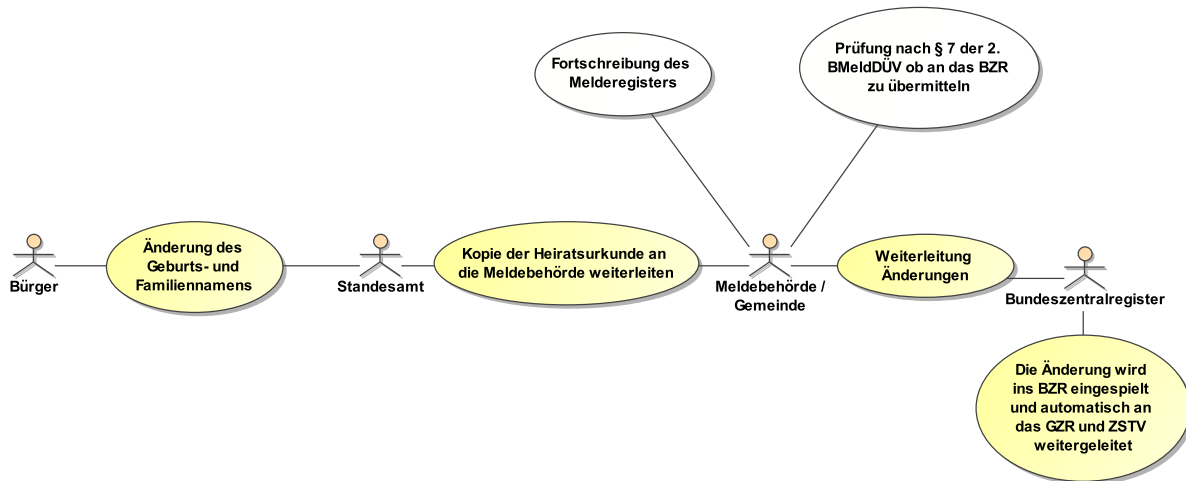 Fortschreibung des
Melderegisters
Prüfung nach § 7 der 2.
BMeldDÜV ob an das BZR
zu übermitteln
Bürger
Änderung des
Geburts- und
Familiennamens
Standesamt
Kopie der Heiratsurkunde an
die Meldebehörde weiterleiten
Meldebehörde /
Gemeinde
Weiterleitung
Änderungen
Bundeszentralregister
Die Änderung wird
ins BZR eingespielt
und automatisch an
das GZR und ZSTV
weitergeleitet